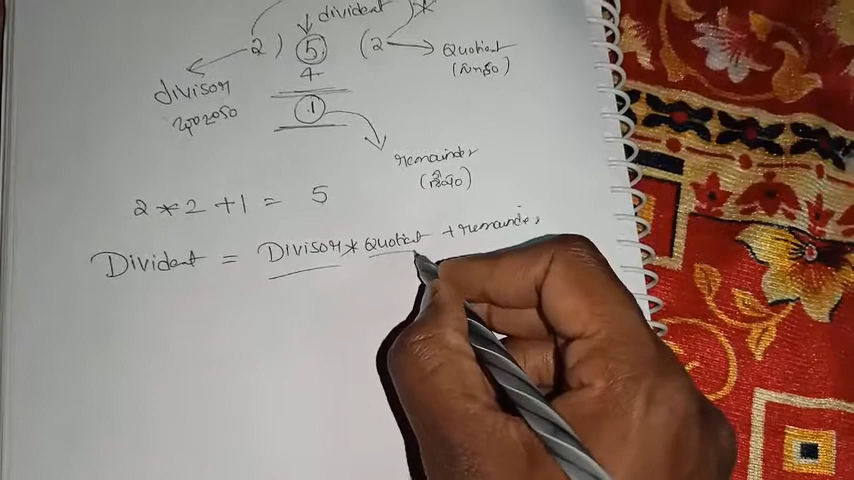 divident *
2 ) 5 ( 2 Quotient
4
divisor
1
remainder
2 * 2 + 1 = 5
Divident = Divisor * Quotient + remainder